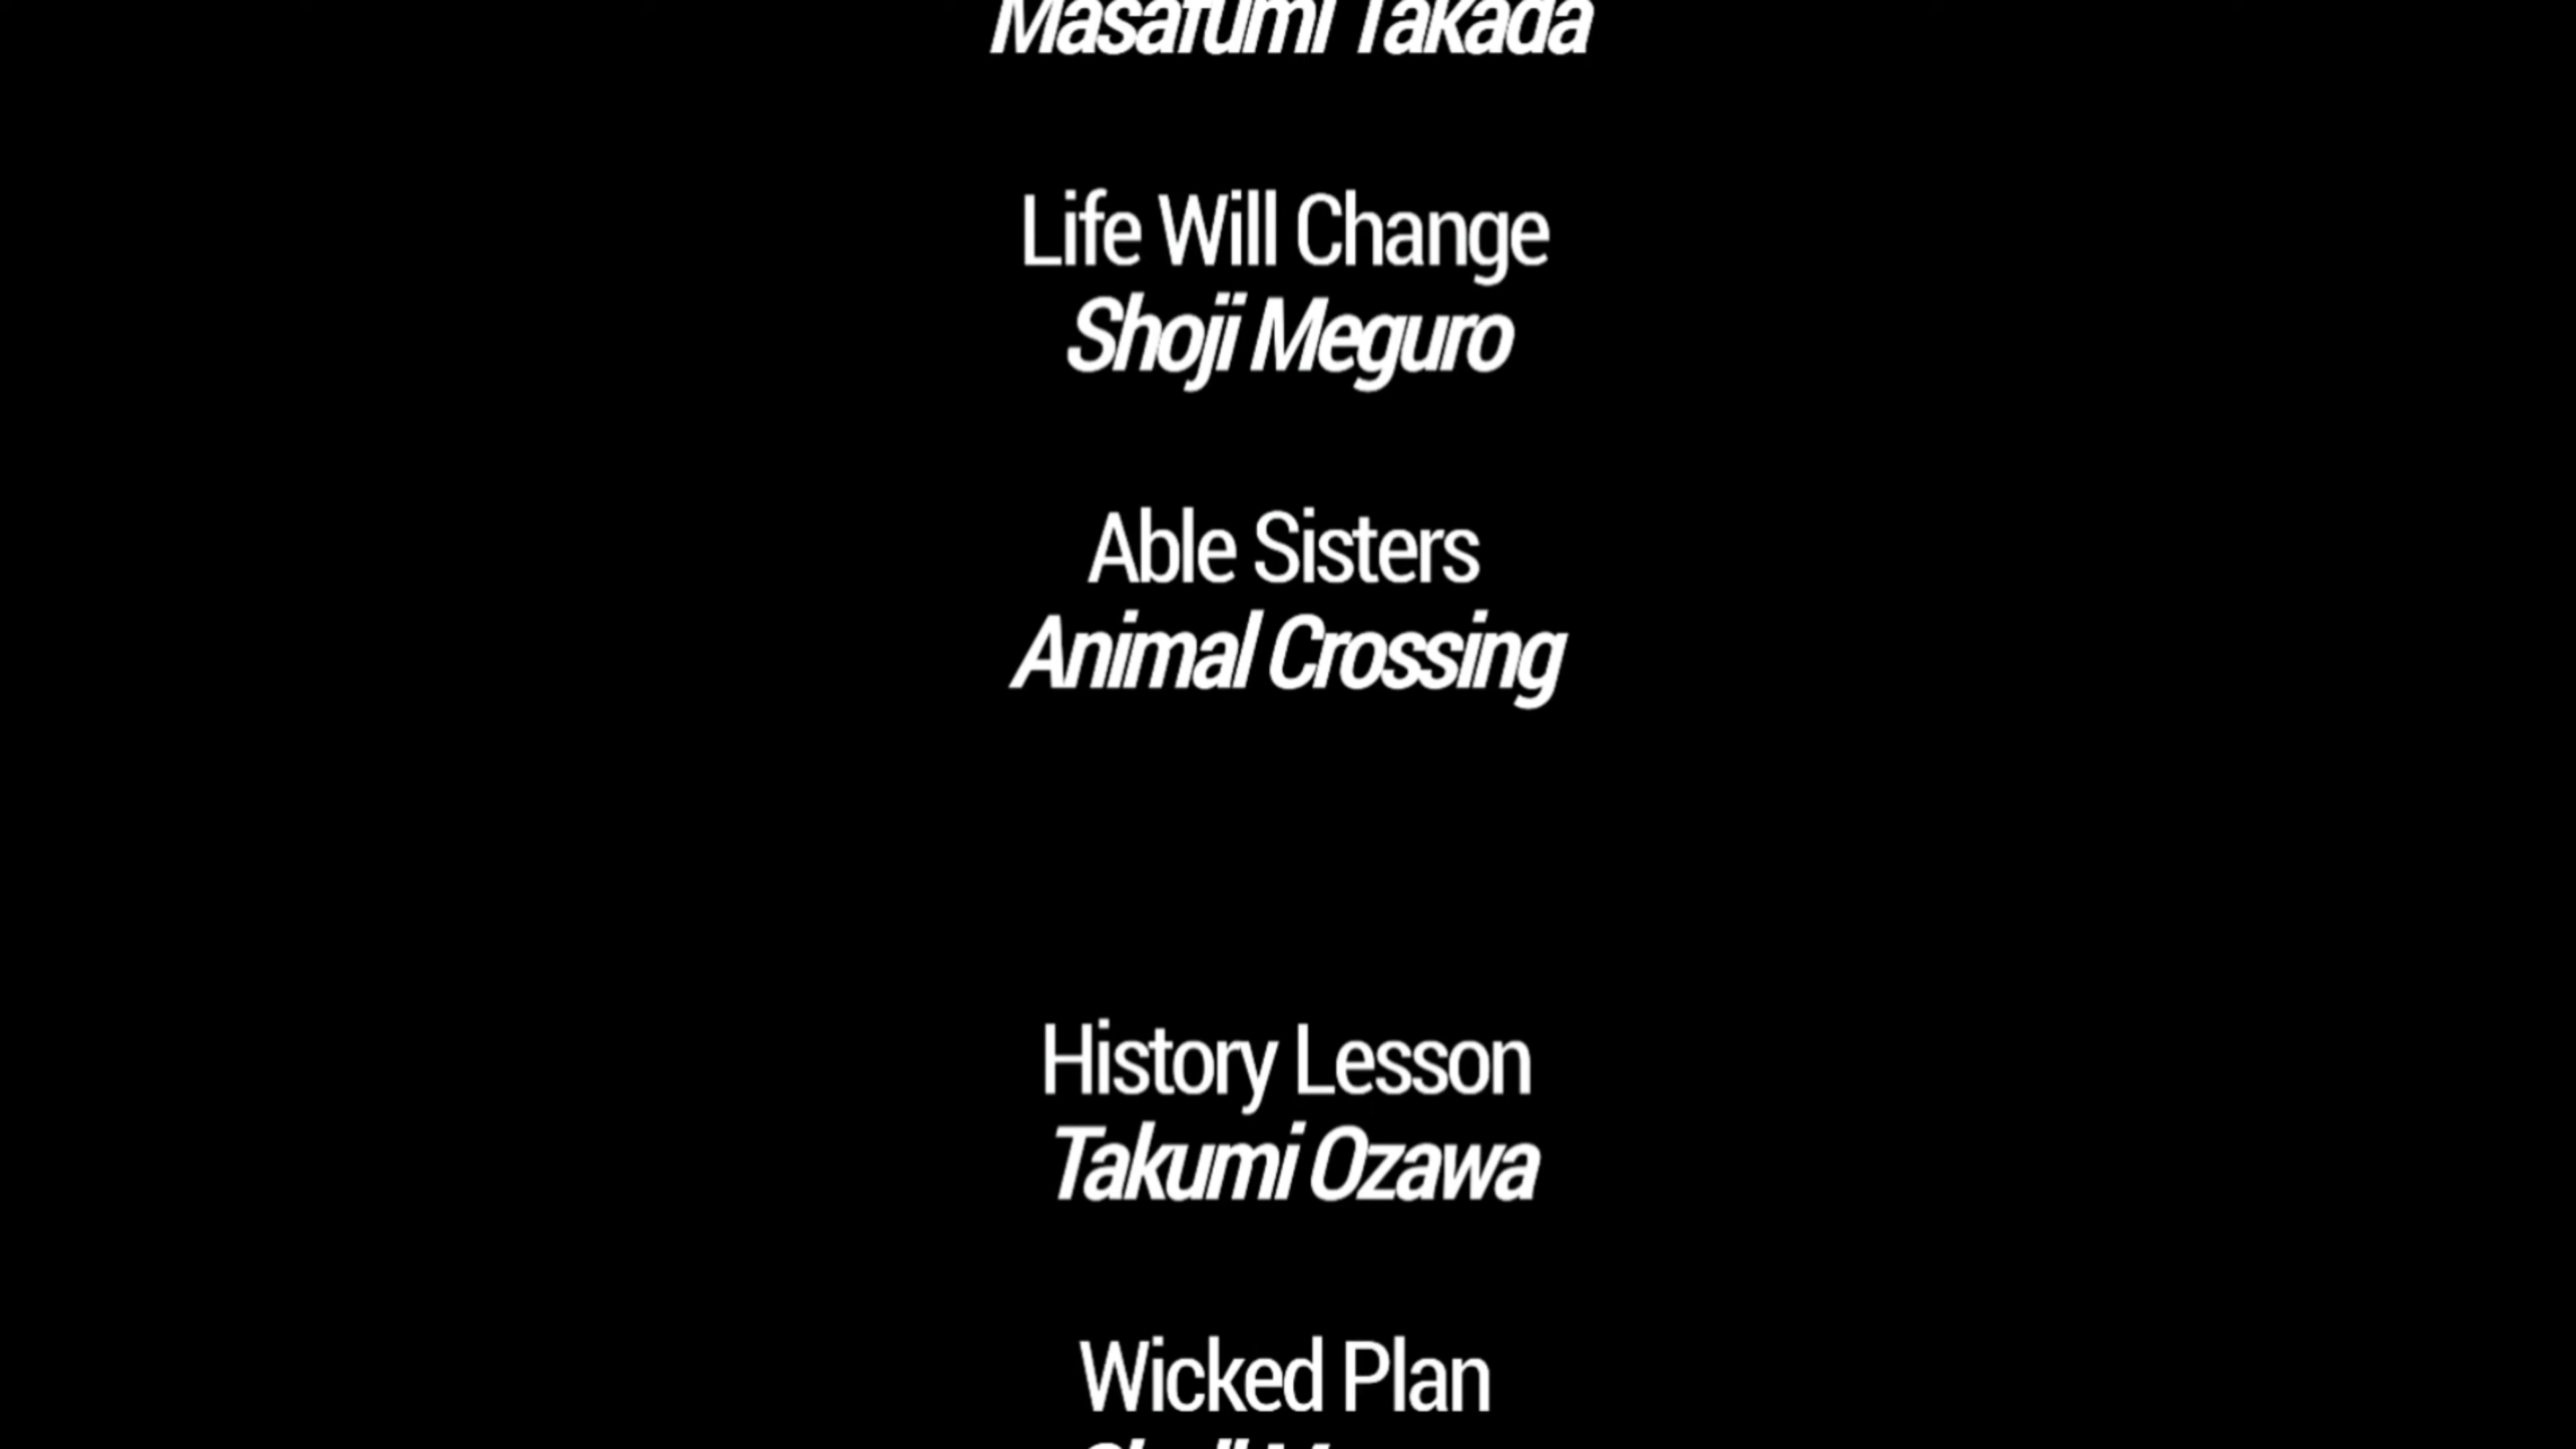 Masafumi Takada
Life Will Change
Shoji Meguro
Able Sisters
Animal Crossing
History Lesson
Takumi Ozawa
Wicked Plan